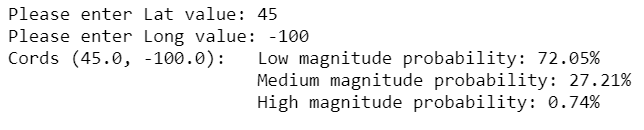 Please enter Lat value: 45
Please enter Long value: -100
Cords (45.0, -100.0):   Low magnitude probability: 72.05%
                        Medium magnitude probability: 27.21%
                        High magnitude probability: 0.74%